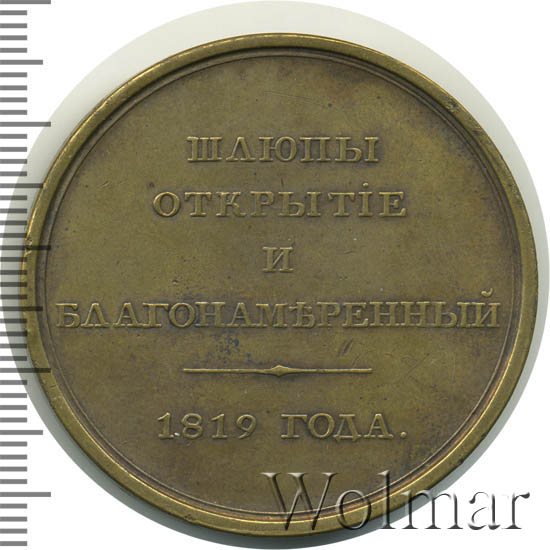 ШЛЮПЫ
ОТКРЫТІЕ
И
БЛАГОНАМѢРЕННЫЙ
1819 ГОДА.
Wolmar